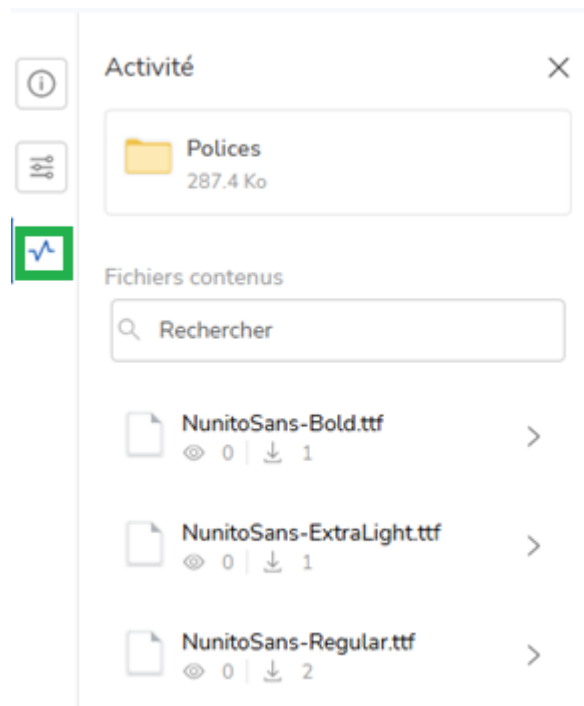 Activité
Polices
287.4 Ko
Fichiers contenus
Rechercher
NunitoSans-Bold.ttf
0 1
NunitoSans-ExtraLight.ttf
0 1
NunitoSans-Regular.ttf
0 2